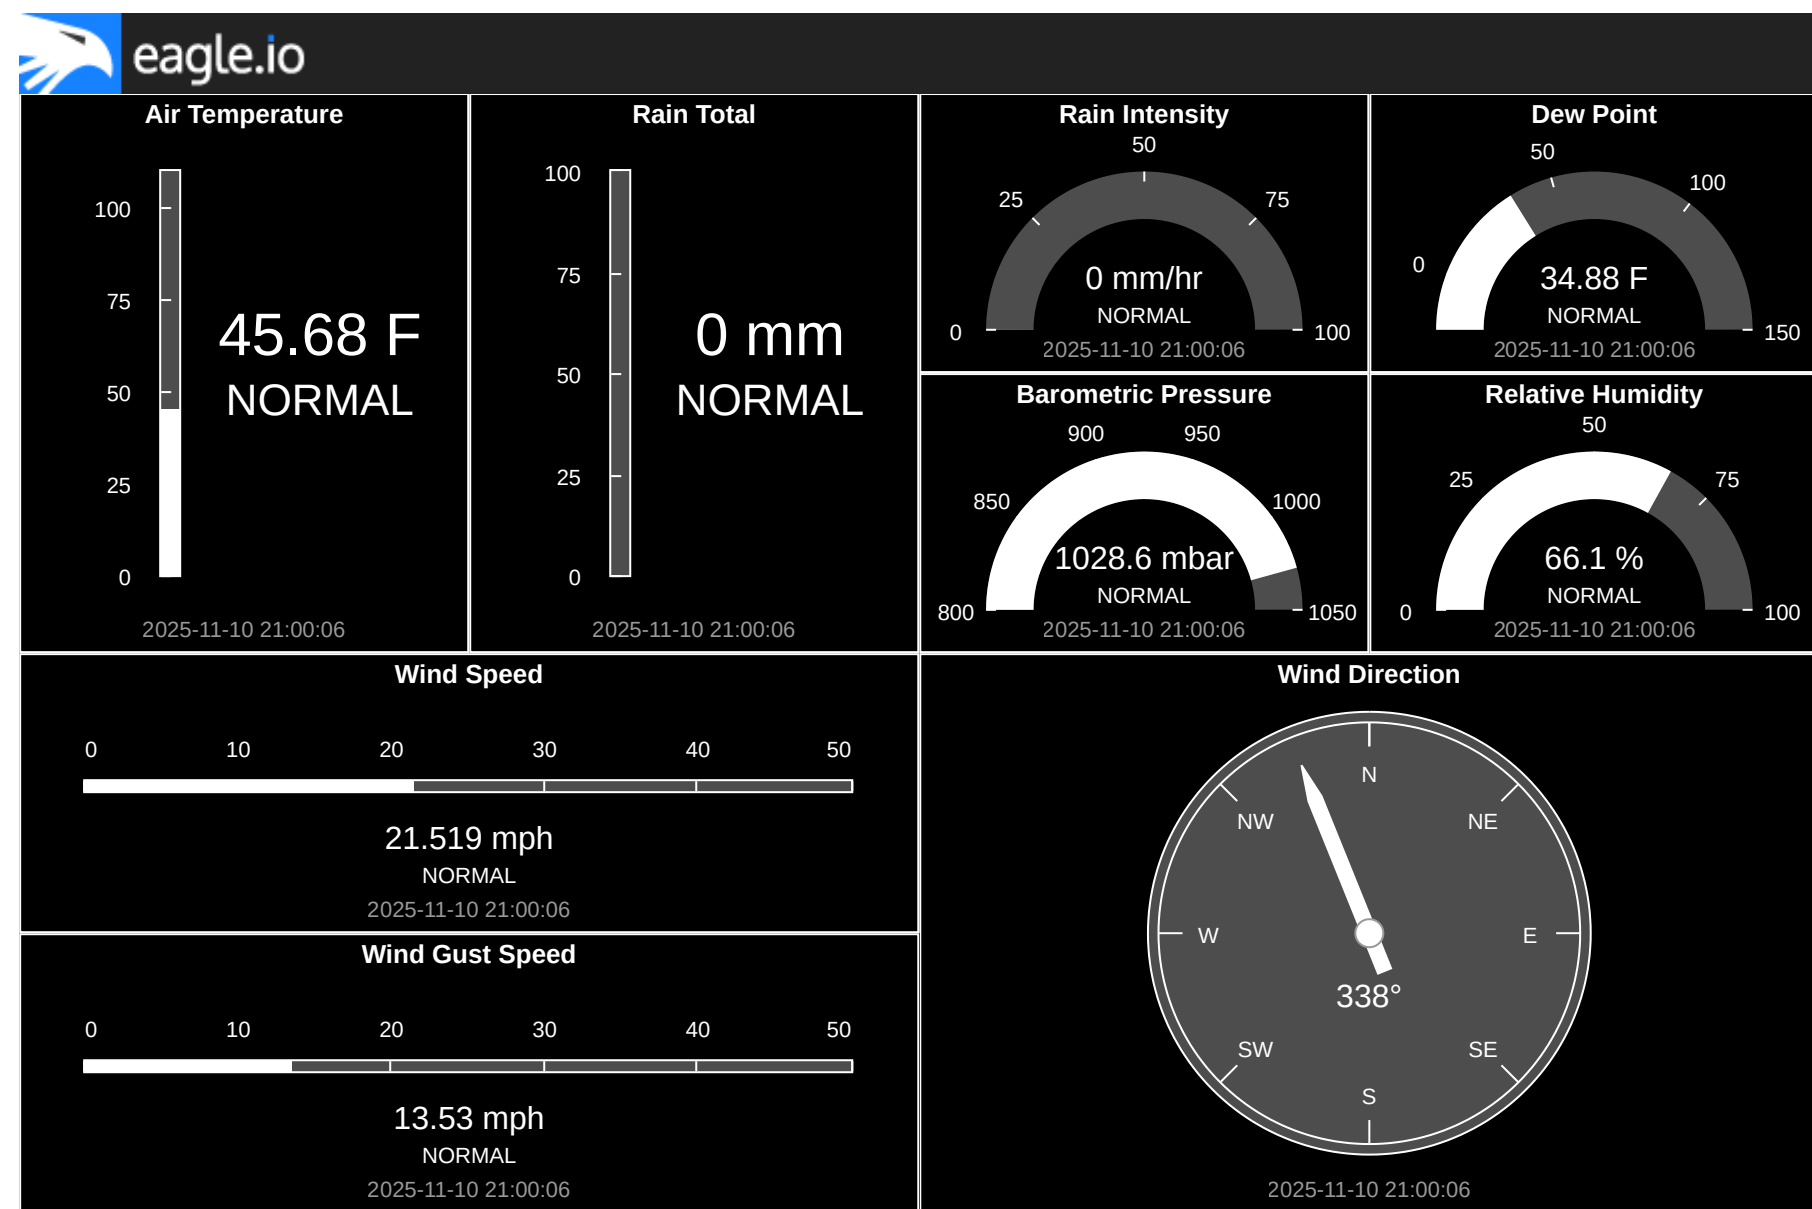 eagle.io
Air Temperature
100
75
50
25
0
45.68 F
NORMAL
2025-11-10 21:00:06
Rain Total
100
75
50
25
0
0 mm
NORMAL
2025-11-10 21:00:06
Rain Intensity
50
25
75
0
100
0 mm/hr
NORMAL
2025-11-10 21:00:06
Dew Point
50
100
0
150
34.88 F
NORMAL
2025-11-10 21:00:06
Barometric Pressure
900
950
850
1000
800
1050
1028.6 mbar
NORMAL
2025-11-10 21:00:06
Relative Humidity
50
25
75
0
100
66.1 %
NORMAL
2025-11-10 21:00:06
Wind Speed
0 10 20 30 40 50
21.519 mph
NORMAL
2025-11-10 21:00:06
Wind Gust Speed
0 10 20 30 40 50
13.53 mph
NORMAL
2025-11-10 21:00:06
Wind Direction
N
NW
NE
W
E
338°
SW
SE
S
2025-11-10 21:00:06